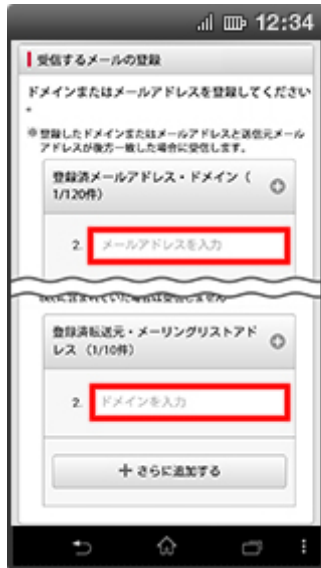 12:34
受信するメールの登録
ドメインまたはメールアドレスを登録してください
。
※登録したドメインまたはメールアドレスと送信元メール
アドレスが後方一致した場合に受信します。
登録済メールアドレス・ドメイン（
1/120件）
2. メールアドレスを入力
登録済転送元・メーリングリストアド
レス （1/10件）
2. ドメインを入力
＋さらに追加する